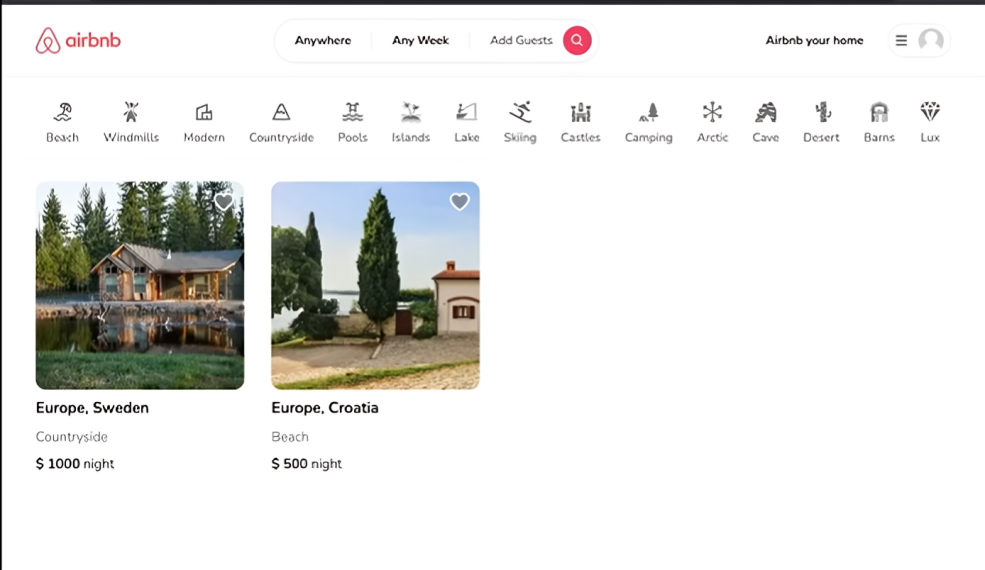 airbnb
Anywhere Any Week Add Guests
Airbnb your home
Beach Windmills Modern Countryside Pools Islands Lake Skiing Castles Camping Arctic Cave Desert Barns Lux
Europe, Sweden
Countryside
$ 1000 night
Europe, Croatia
Beach
$ 500 night